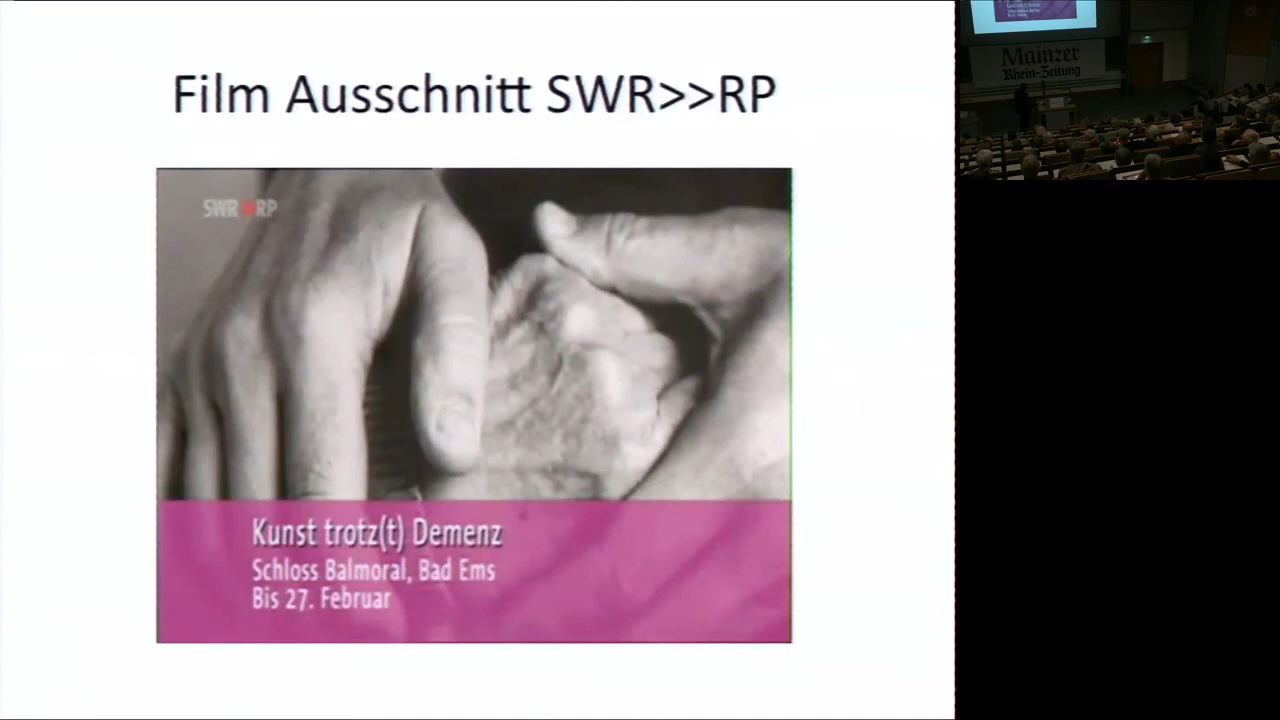 Film Ausschnitt SWR>>RP
SWR»RP
Kunst trotz(t) Demenz
Schloss Balmoral, Bad Ems
Bis 27. Februar
Mainzer
Rhein-Zeitung